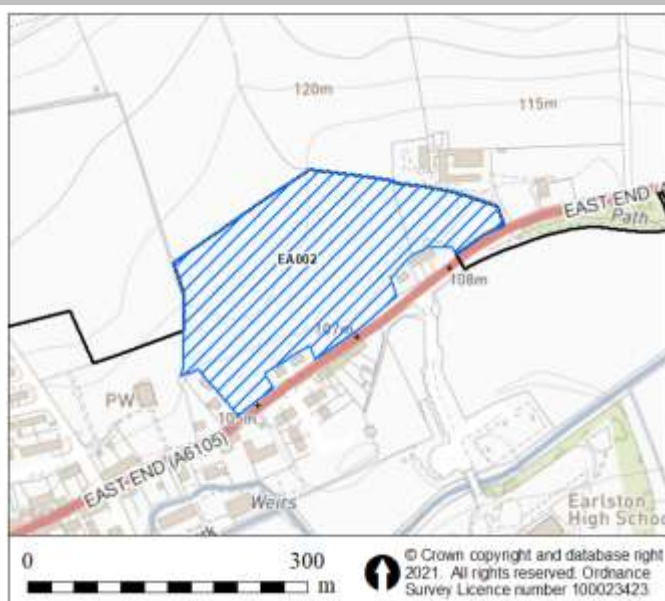 120m
115m
EAST END
Path
EA002
108m
107m
105m
PW
EAST END (A6105)
Weirs
Earlston
High Schoo
0
300
m
© Crown copyright and database right
2021. All rights reserved. Ordnance
Survey Licence number 100023423